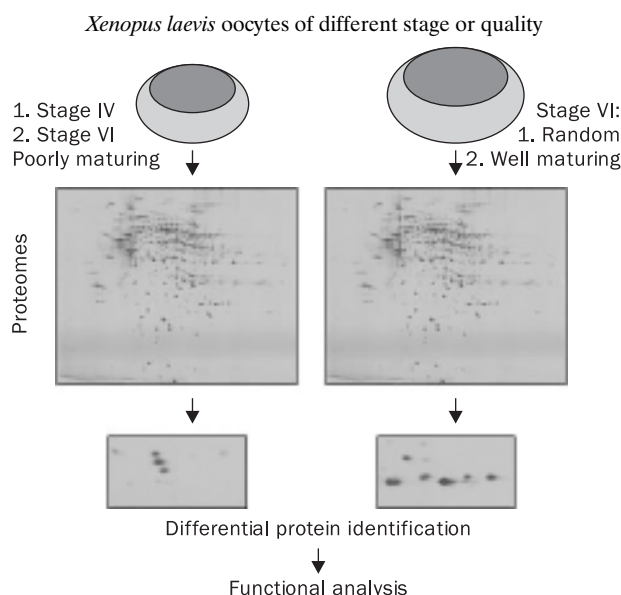 Xenopus laevis oocytes of different stage or quality
1. Stage IV
2. Stage VI
Poorly maturing
Stage VI:
1. Random
2. Well maturing
Proteomes
Differential protein identification
Functional analysis